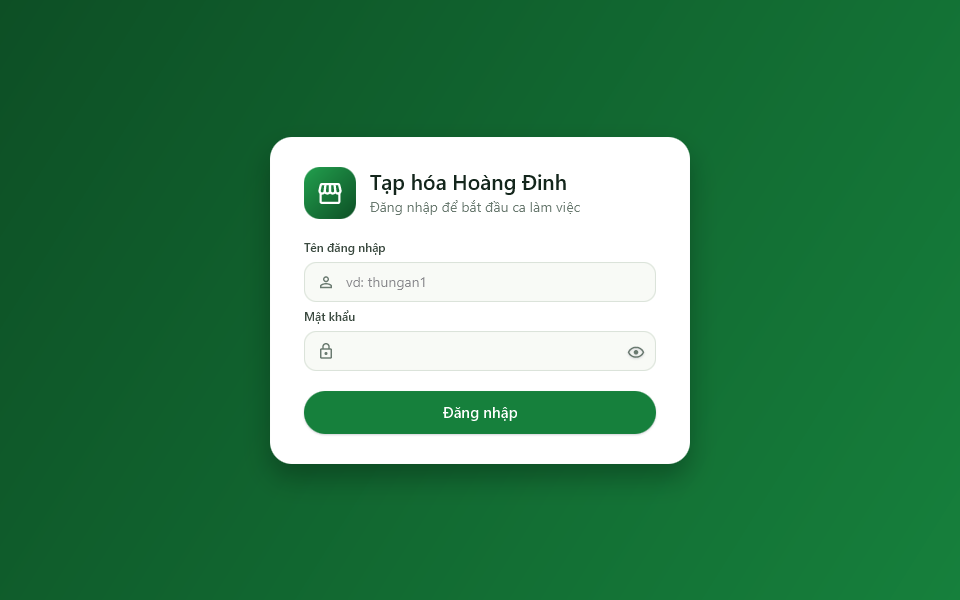 Tạp hóa Hoàng Đinh
Đăng nhập để bắt đầu ca làm việc
Tên đăng nhập
vd: thungan1
Mật khẩu
Đăng nhập